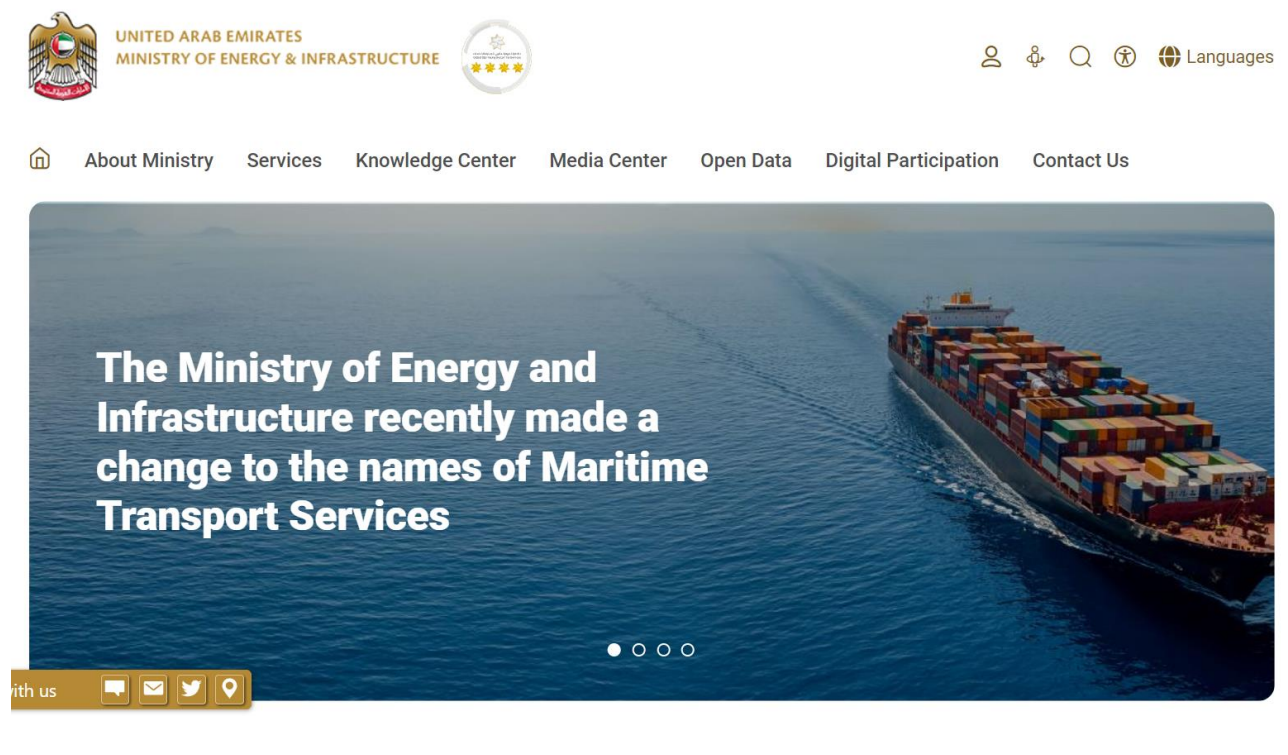 UNITED ARAB EMIRATES
MINISTRY OF ENERGY & INFRASTRUCTURE
Languages
About Ministry Services Knowledge Center Media Center Open Data Digital Participation Contact Us
The Ministry of Energy and
Infrastructure recently made a
change to the names of Maritime
Transport Services
with us